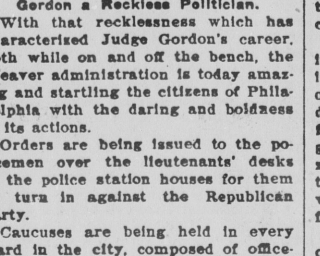 Gordon a Reckless Politician.
With that recklessness which has
aracterized Judge Gordon's career,
oth while on and off the bench, the
eaver administration is today amaz-
g and startling the citizens of Phila-
elphia with the daring and boldness
its actions.
Orders are being issued to the po-
cemen over the lieutenants' desks
the police station houses for them
turn in against the Republican
arty.
Caucuses are being held in every
ard in the city, composed of office-